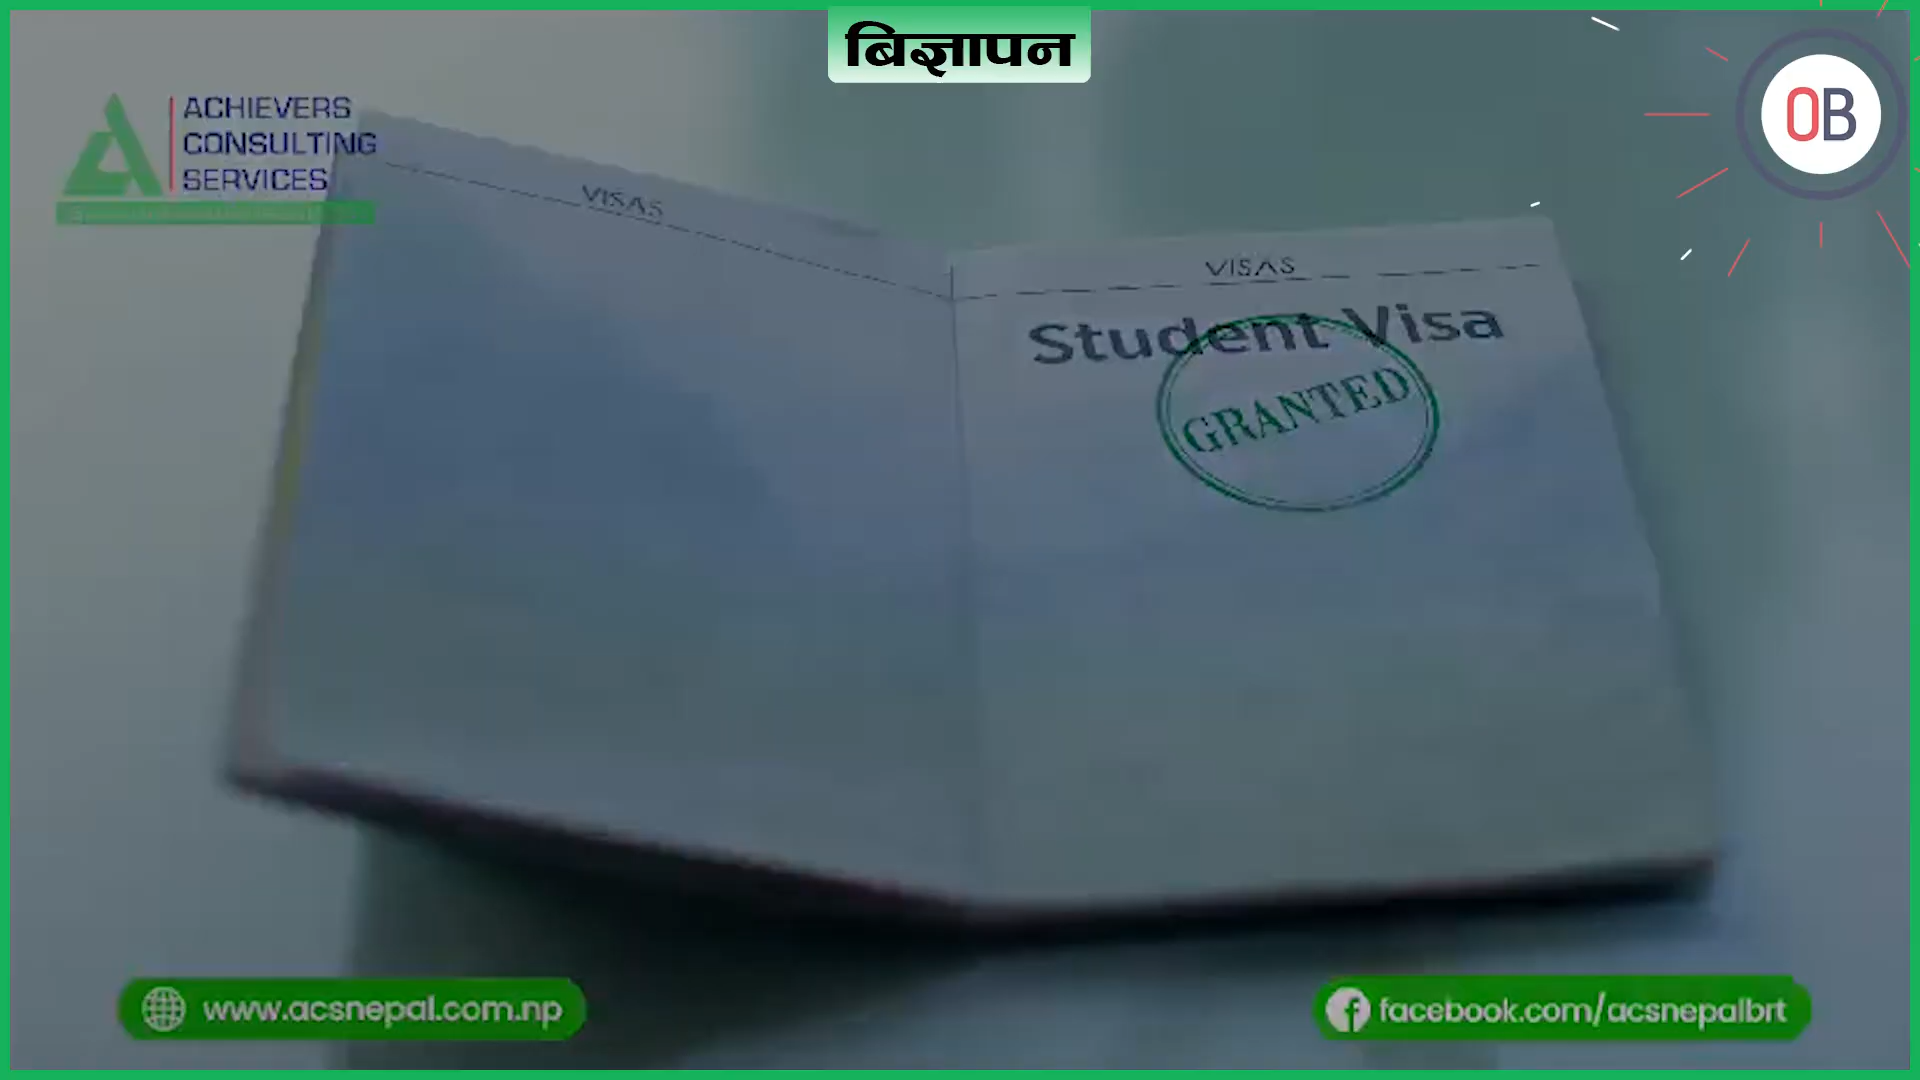 बिज्ञापन
OB
ACHIEVERS
CONSULTING
SERVICES
VISAS
VISAS
Student Visa
GRANTED
www.acsnepal.com.np
facebook.com/acsnepalbrt